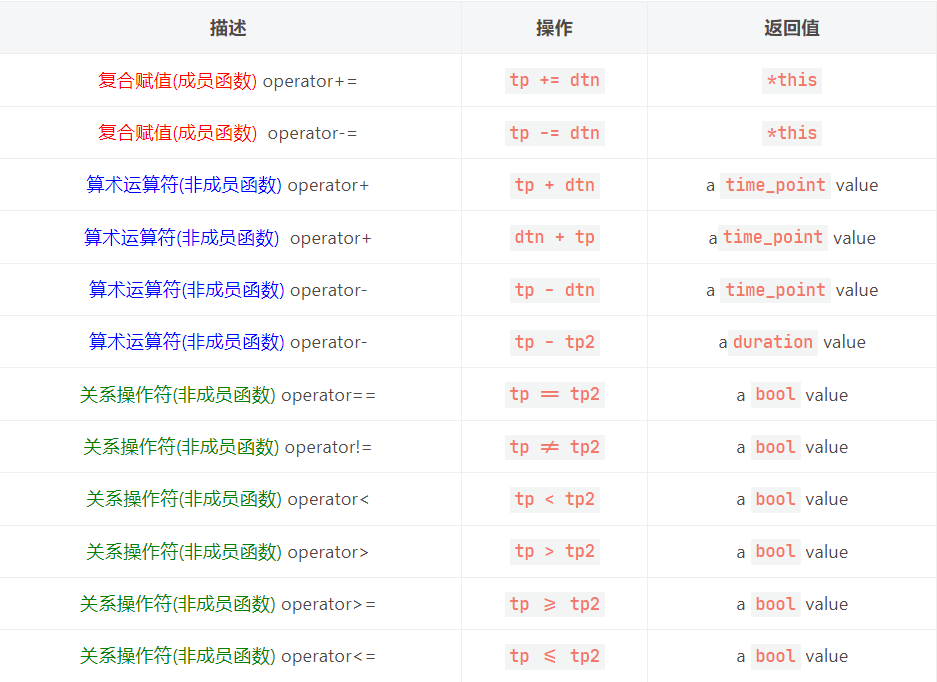 描述 操作 返回值
复合赋值(成员函数) operator+= tp += dtn *this
复合赋值(成员函数) operator-= tp -= dtn *this
算术运算符(非成员函数) operator+ tp + dtn a time_point value
算术运算符(非成员函数) operator+ dtn + tp a time_point value
算术运算符(非成员函数) operator- tp - dtn a time_point value
算术运算符(非成员函数) operator- tp - tp2 a duration value
关系操作符(非成员函数) operator== tp == tp2 a bool value
关系操作符(非成员函数) operator!= tp != tp2 a bool value
关系操作符(非成员函数) operator< tp < tp2 a bool value
关系操作符(非成员函数) operator> tp > tp2 a bool value
关系操作符(非成员函数) operator>= tp >= tp2 a bool value
关系操作符(非成员函数) operator<= tp <= tp2 a bool value